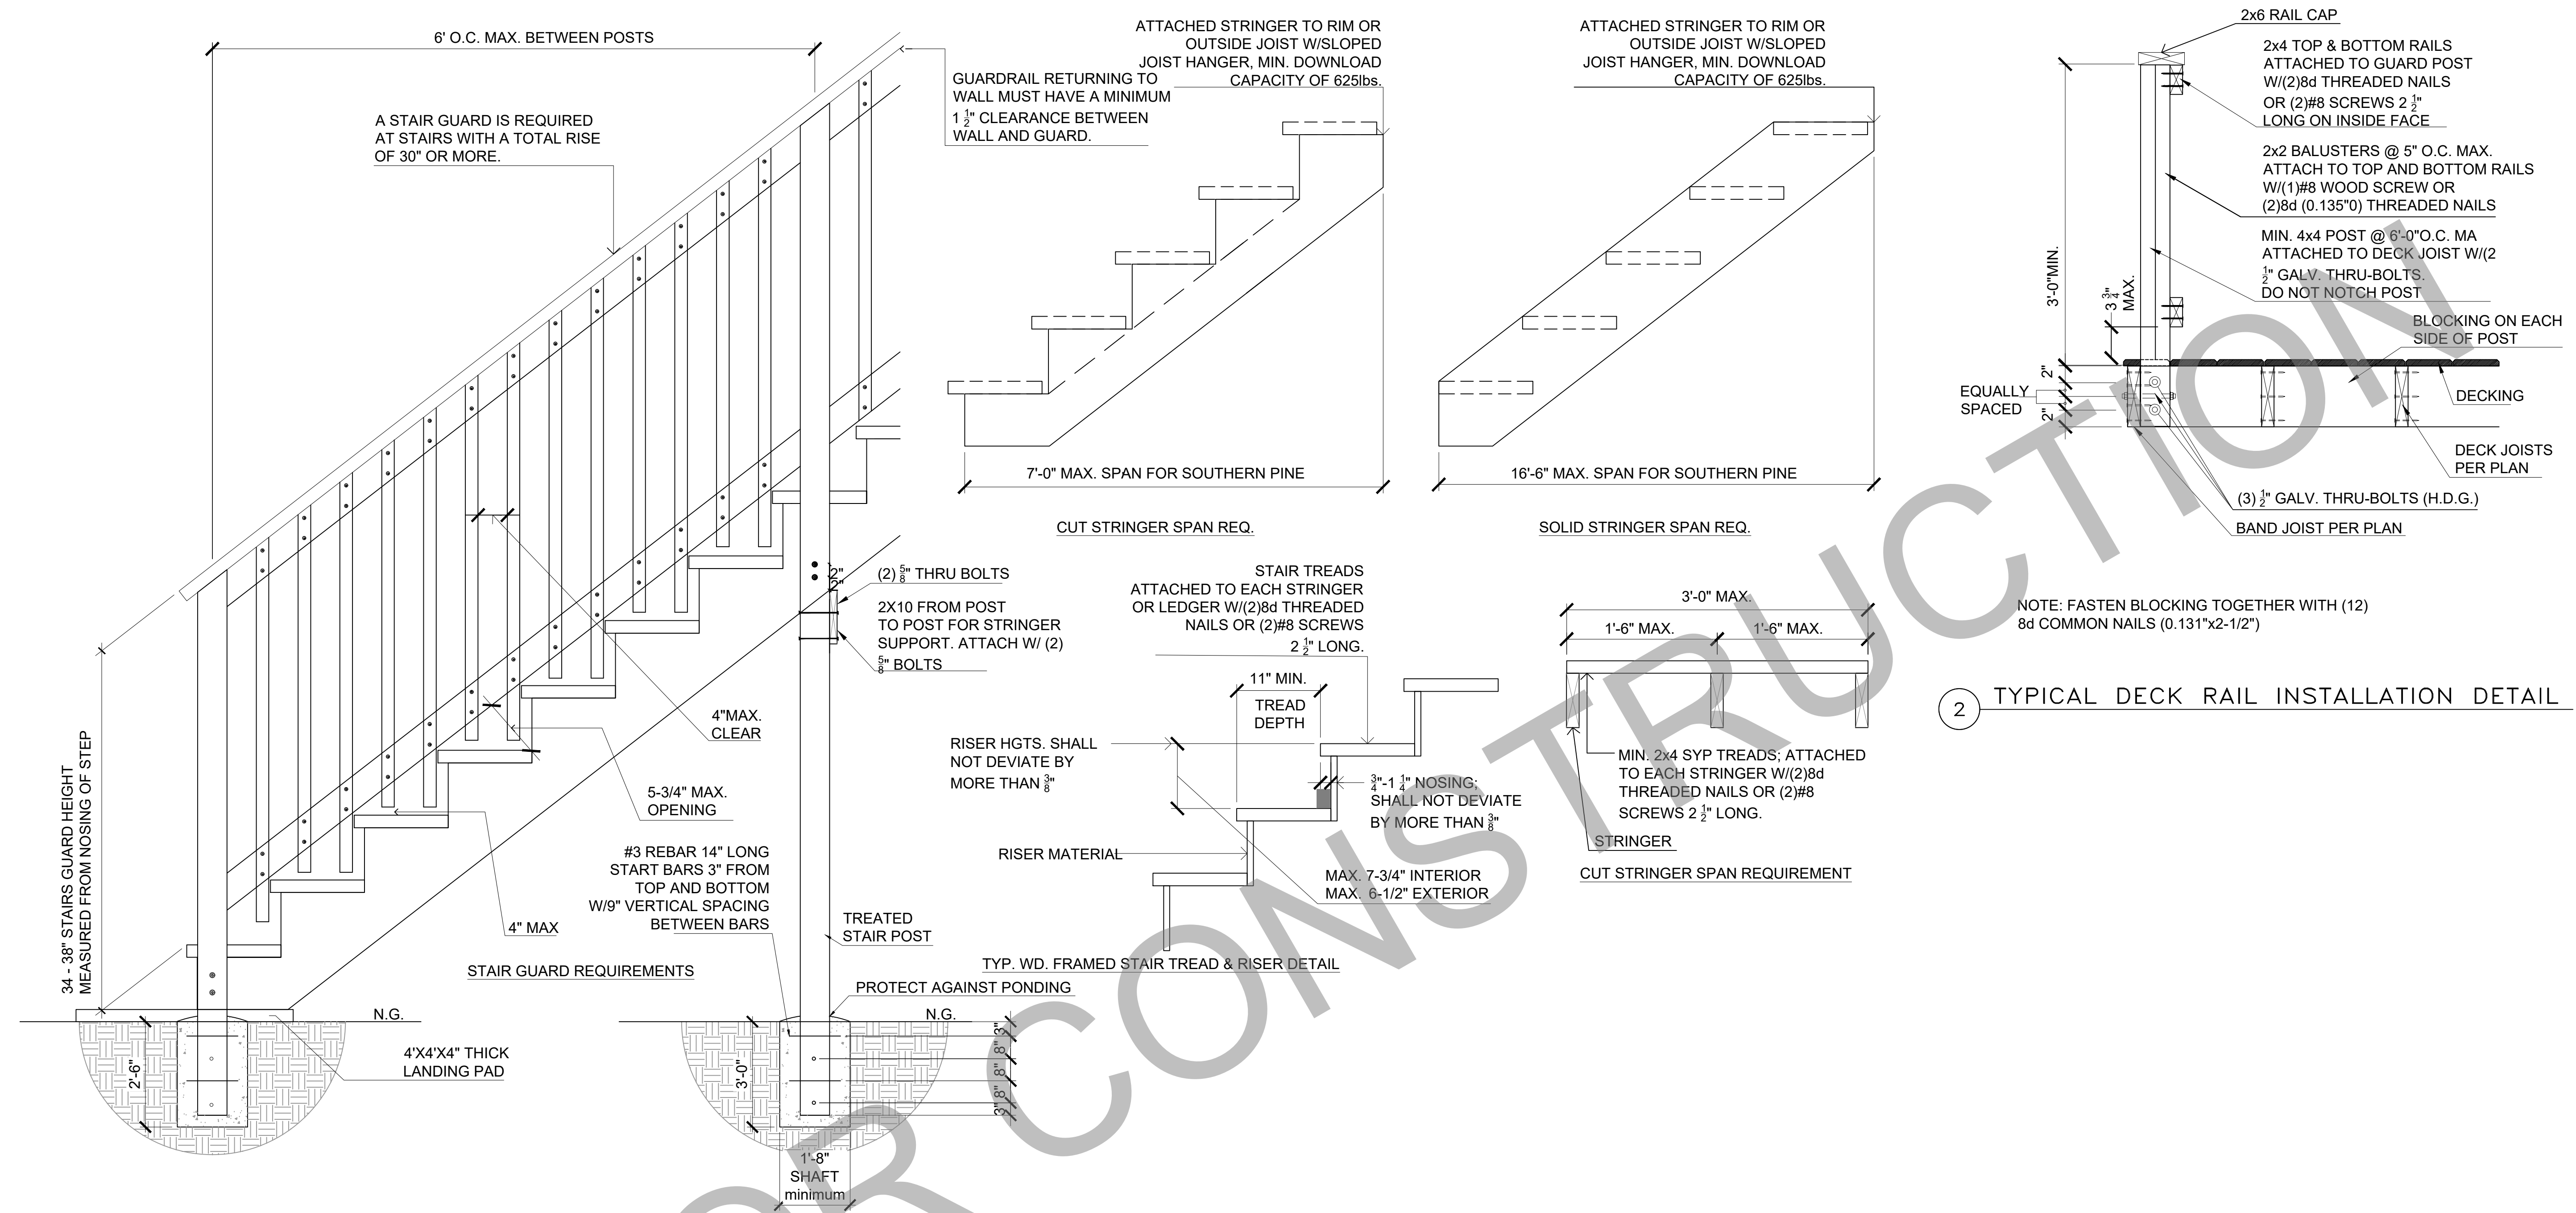 6' O.C. MAX. BETWEEN POSTS
A STAIR GUARD IS REQUIRED
AT STAIRS WITH A TOTAL RISE
OF 30" OR MORE.
GUARDRAIL RETURNING TO
WALL MUST HAVE A MINIMUM
1 1/2" CLEARANCE BETWEEN
WALL AND GUARD.
34 - 38" STAIRS GUARD HEIGHT
MEASURED FROM NOSING OF STEP
2"
2"
(2) 5/8" THRU BOLTS
2X10 FROM POST
TO POST FOR STRINGER
SUPPORT. ATTACH W/ (2)
5/8" BOLTS
4"MAX.
CLEAR
5-3/4" MAX.
OPENING
4" MAX
#3 REBAR 14" LONG
START BARS 3" FROM
TOP AND BOTTOM
W/9" VERTICAL SPACING
BETWEEN BARS
TREATED
STAIR POST
STAIR GUARD REQUIREMENTS
PROTECT AGAINST PONDING
N.G.
N.G.
4'X4'X4" THICK
LANDING PAD
2'-6"
3'-0"
3"
8"
8"
8"
3"
1'-8"
SHAFT
minimum
ATTACHED STRINGER TO RIM OR
OUTSIDE JOIST W/SLOPED
JOIST HANGER, MIN. DOWNLOAD
CAPACITY OF 625lbs.
7'-0" MAX. SPAN FOR SOUTHERN PINE
CUT STRINGER SPAN REQ.
ATTACHED STRINGER TO RIM OR
OUTSIDE JOIST W/SLOPED
JOIST HANGER, MIN. DOWNLOAD
CAPACITY OF 625lbs.
16'-6" MAX. SPAN FOR SOUTHERN PINE
SOLID STRINGER SPAN REQ.
STAIR TREADS
ATTACHED TO EACH STRINGER
OR LEDGER W/(2)8d THREADED
NAILS OR (2)#8 SCREWS
2 1/2" LONG.
11" MIN.
TREAD
DEPTH
RISER HGTS. SHALL
NOT DEVIATE BY
MORE THAN 3/8"
3/4"-1 1/4" NOSING;
SHALL NOT DEVIATE
BY MORE THAN 3/8"
RISER MATERIAL
MAX. 7-3/4" INTERIOR
MAX. 6-1/2" EXTERIOR
TYP. WD. FRAMED STAIR TREAD & RISER DETAIL
3'-0" MAX.
1'-6" MAX.
1'-6" MAX.
MIN. 2x4 SYP TREADS; ATTACHED
TO EACH STRINGER W/(2)8d
THREADED NAILS OR (2)#8
SCREWS 2 1/2" LONG.
STRINGER
CUT STRINGER SPAN REQUIREMENT
2x6 RAIL CAP
2x4 TOP & BOTTOM RAILS
ATTACHED TO GUARD POST
W/(2)8d THREADED NAILS
OR (2)#8 SCREWS 2 1/2"
LONG ON INSIDE FACE
2x2 BALUSTERS @ 5" O.C. MAX.
ATTACH TO TOP AND BOTTOM RAILS
W/(1)#8 WOOD SCREW OR
(2)8d (0.135"0) THREADED NAILS
MIN. 4x4 POST @ 6'-0"O.C. MA
ATTACHED TO DECK JOIST W/(2
1/2" GALV. THRU-BOLTS.
DO NOT NOTCH POST
BLOCKING ON EACH
SIDE OF POST
3'-0"MIN.
3 3/4"
MAX.
2"
EQUALLY
SPACED
2"
DECKING
DECK JOISTS
PER PLAN
(3) 1/2" GALV. THRU-BOLTS (H.D.G.)
BAND JOIST PER PLAN
NOTE: FASTEN BLOCKING TOGETHER WITH (12)
8d COMMON NAILS (0.131"x2-1/2")
2 TYPICAL DECK RAIL INSTALLATION DETAIL
OR CONSTRUCTION